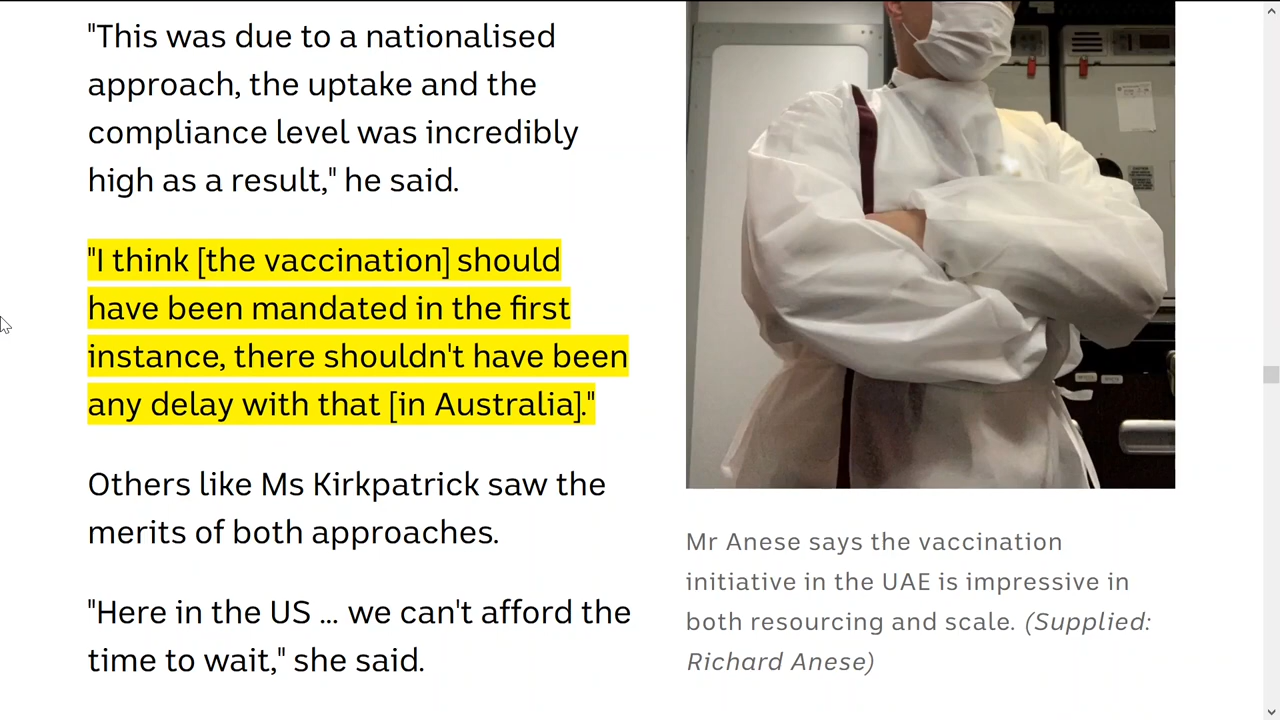 "This was due to a nationalised
approach, the uptake and the
compliance level was incredibly
high as a result," he said.
"I think [the vaccination] should
have been mandated in the first
instance, there shouldn't have been
any delay with that [in Australia]."
Others like Ms Kirkpatrick saw the
merits of both approaches.
"Here in the US ... we can't afford the
time to wait," she said.
Mr Anese says the vaccination
initiative in the UAE is impressive in
both resourcing and scale. (Supplied:
Richard Anese)